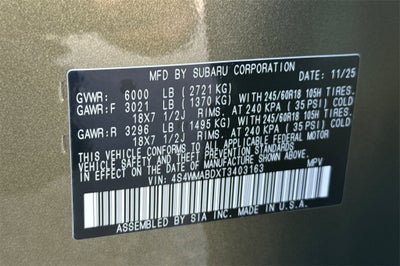 MFD BY SUBARU CORPORATION DATE: 11/25
GVWR: 6000 LB (2721 KG)
GAWR:F 3021 LB (1370 KG) WITH 245/60R18 105H TIRES.
18X7 1/2J RIMS. AT 240 KPA (35 PSI) COLD
GAWR:R 3296 LB (1495 KG) WITH 245/60R18 105H TIRES.
18X7 1/2J RIMS. AT 240 KPA (35 PSI) COLD
THIS VEHICLE CONFORMS TO ALL APPLICABLE FEDERAL MOTOR
VEHICLE SAFETY AND THEFT PREVENTION STANDARDS IN EFFECT
ON THE DATE OF MANUFACTURE SHOWN ABOVE.
VIN: 4S4WMABDXT3403163 MPV
ASSEMBLED BY SIA INC. MADE IN U.S.A.